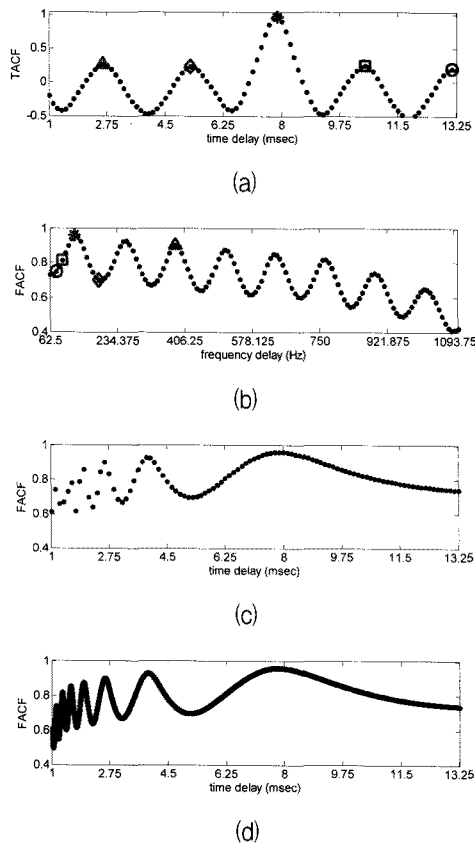 1
0.5
0
-0.5
TACF
1 2.75 4.5 6.25 8 9.75 11.5 13.25
time delay (msec)
(a)
1
0.8
0.6
0.4
FACF
62.5 234.375 406.25 578.125 750 921.875 1093.75
frequency delay (Hz)
(b)
1
0.8
0.6
0.4
FACF
1 2.75 4.5 6.25 8 9.75 11.5 13.25
time delay (msec)
(c)
1
0.8
0.6
0.4
FACF
1 2.75 4.5 6.25 8 9.75 11.5 13.25
time delay (msec)
(d)